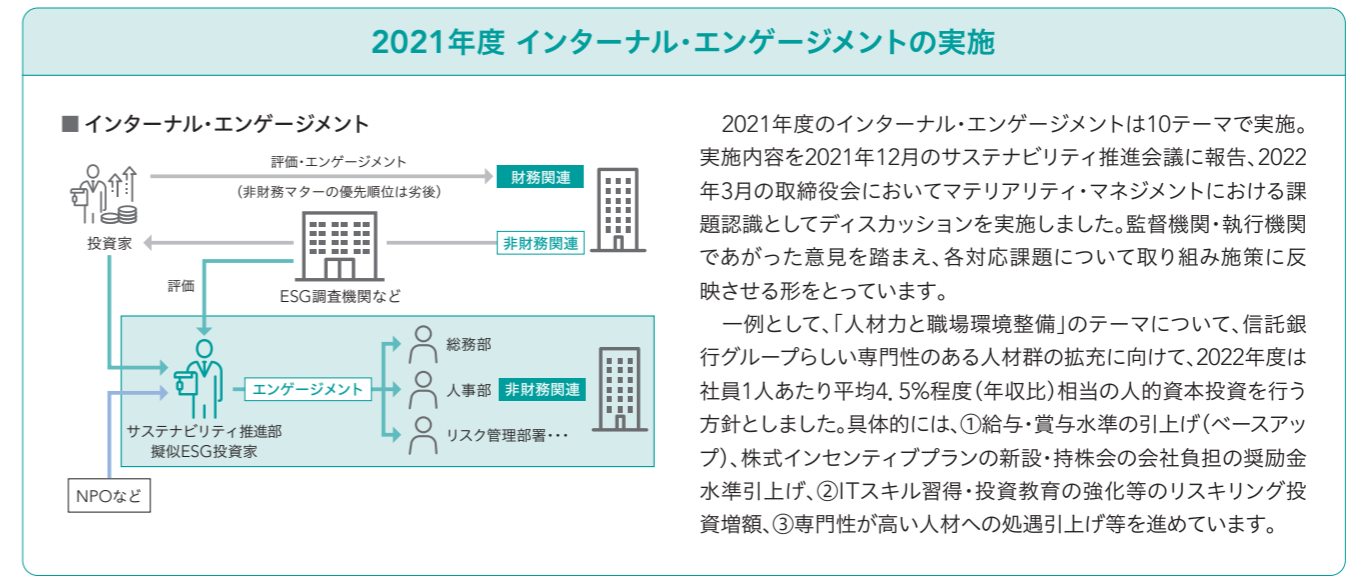 2021年度 インターナル・エンゲージメントの実施
■ インターナル・エンゲージメント
評価・エンゲージメント
（非財務マターの優先順位は劣後）
財務関連
投資家
非財務関連
評価
ESG調査機関など
総務部
エンゲージメント
人事部
非財務関連
リスク管理部署・・・
サステナビリティ推進部
擬似ESG投資家
NPOなど
2021年度のインターナル・エンゲージメントは10テーマで実施。
実施内容を2021年12月のサステナビリティ推進会議に報告、2022
年3月の取締役会においてマテリアリティ・マネジメントにおける課
題認識としてディスカッションを実施しました。監督機関・執行機関
であがった意見を踏まえ、各対応課題について取り組み施策に反
映させる形をとっています。
一例として、「人材力と職場環境整備」のテーマについて、信託銀
行グループらしい専門性のある人材群の拡充に向けて、2022年度は
社員1人あたり平均4．5%程度（年収比）相当の人的資本投資を行う
方針としました。具体的には、①給与・賞与水準の引上げ（ベースアッ
プ）、株式インセンティブプランの新設・持株会の会社負担の奨励金
水準引上げ、②ITスキル習得・投資教育の強化等のリスキリング投
資増額、③専門性が高い人材への処遇引上げ等を進めています。